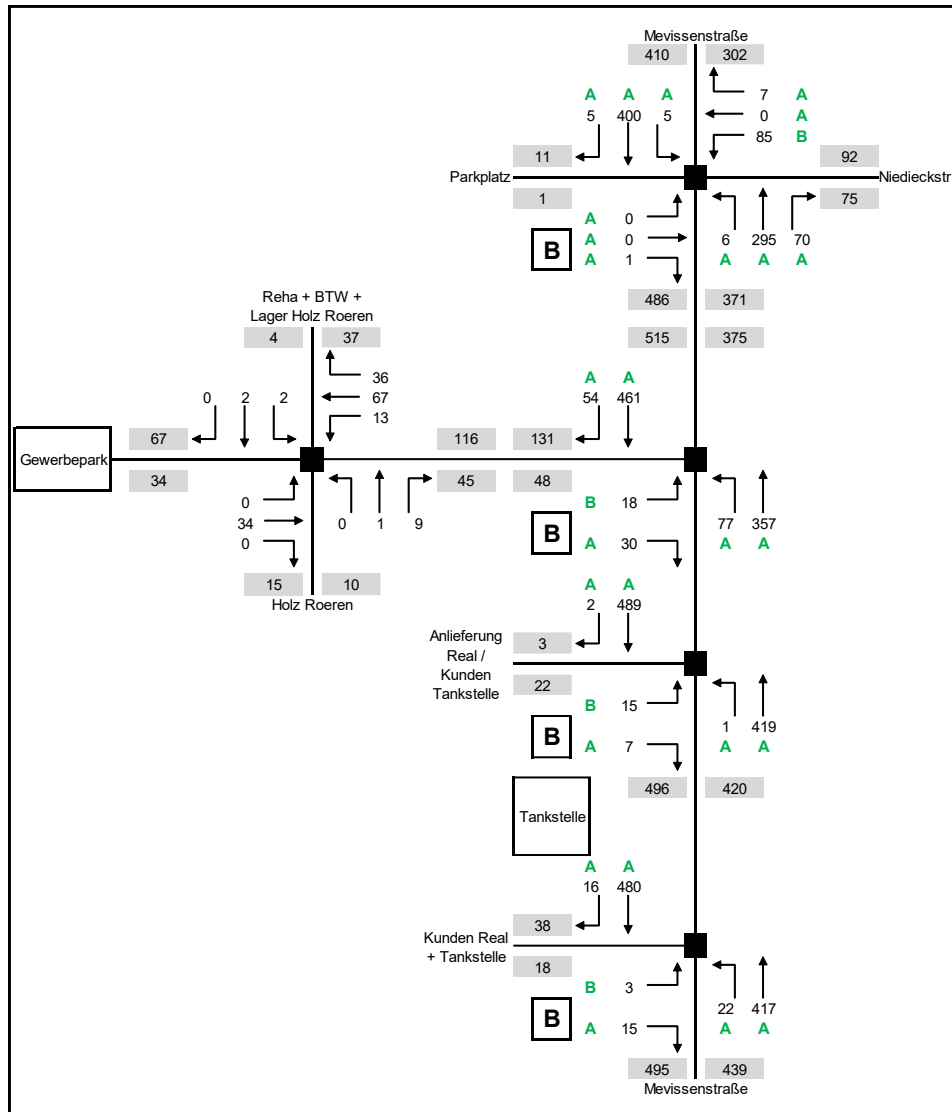 Mevissenstraße
410 302
A A A 7 A
5 400 5 0 A
85 B
11 92
Parkplatz Niedieckstr
1 75
A 0
B A 0 6 295 70
A 1 A A A
486 371
Reha + BTW +
Lager Holz Roeren
4 37 515 375
36 A A
0 2 2 67 54 461
13
67 116 131
Gewerbepark
34 45 48
0 B 18
34 0 1 9 B 77 357
0 A 30 A A
15 10 A A
Holz Roeren 2 489
Anlieferung 3
Real /
Kunden
Tankstelle 22
B 15 1 419
B A 7 A A
496 420
Tankstelle
A A
16 480
38
Kunden Real
+ Tankstelle
18
B 3 22 417
B A 15 A A
495 439
Mevissenstraße